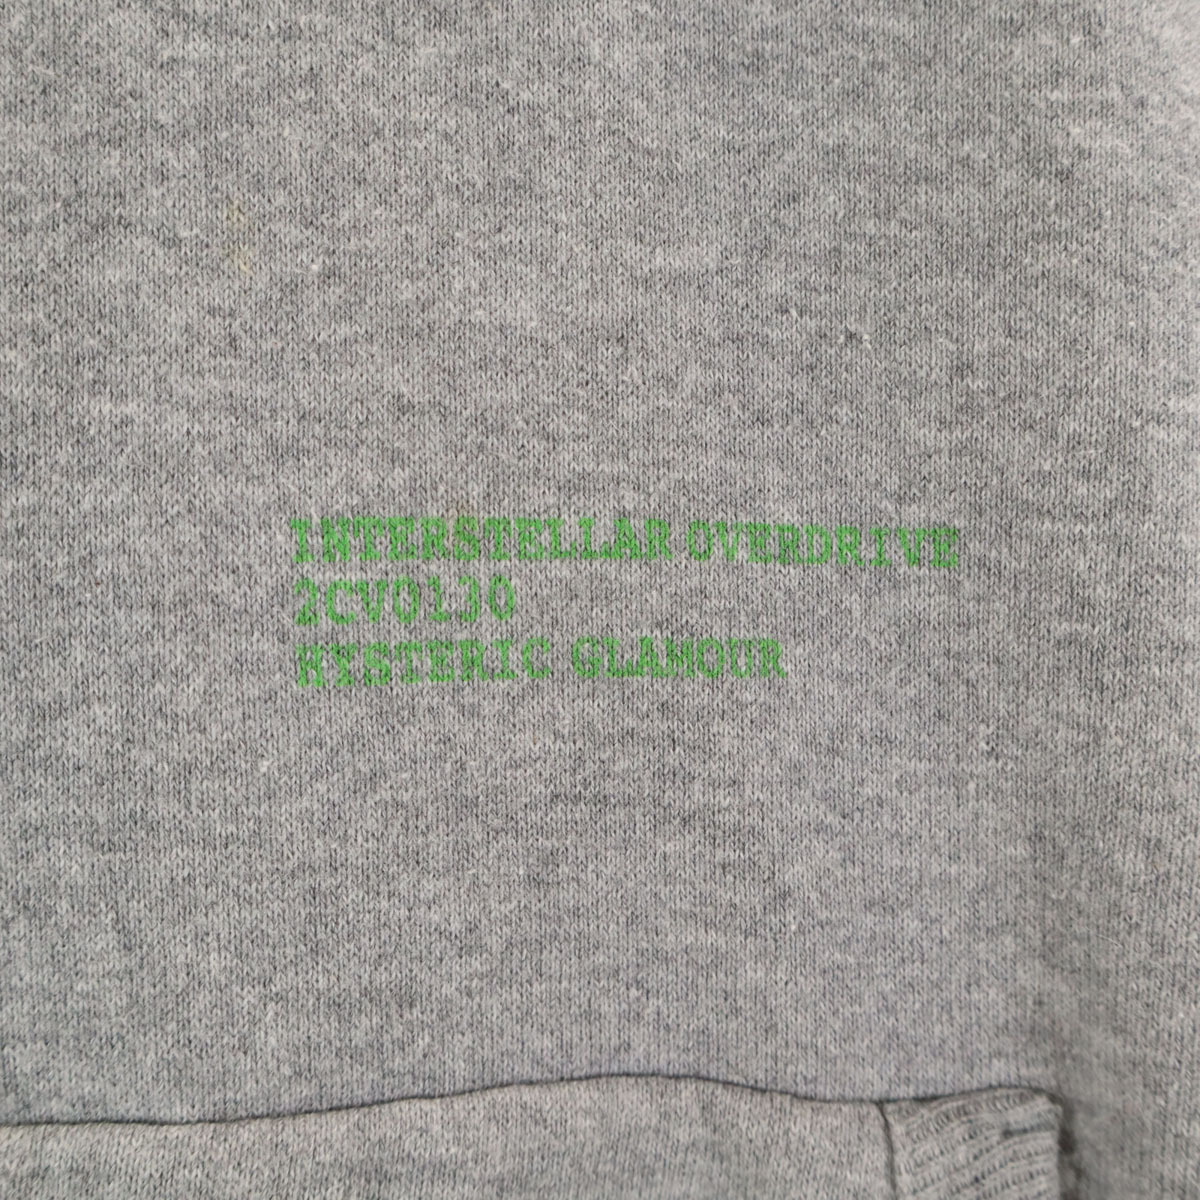 INTERSTELLAR OVERDRIVE
2CV01J0
HYSTERIC GLAMOUR